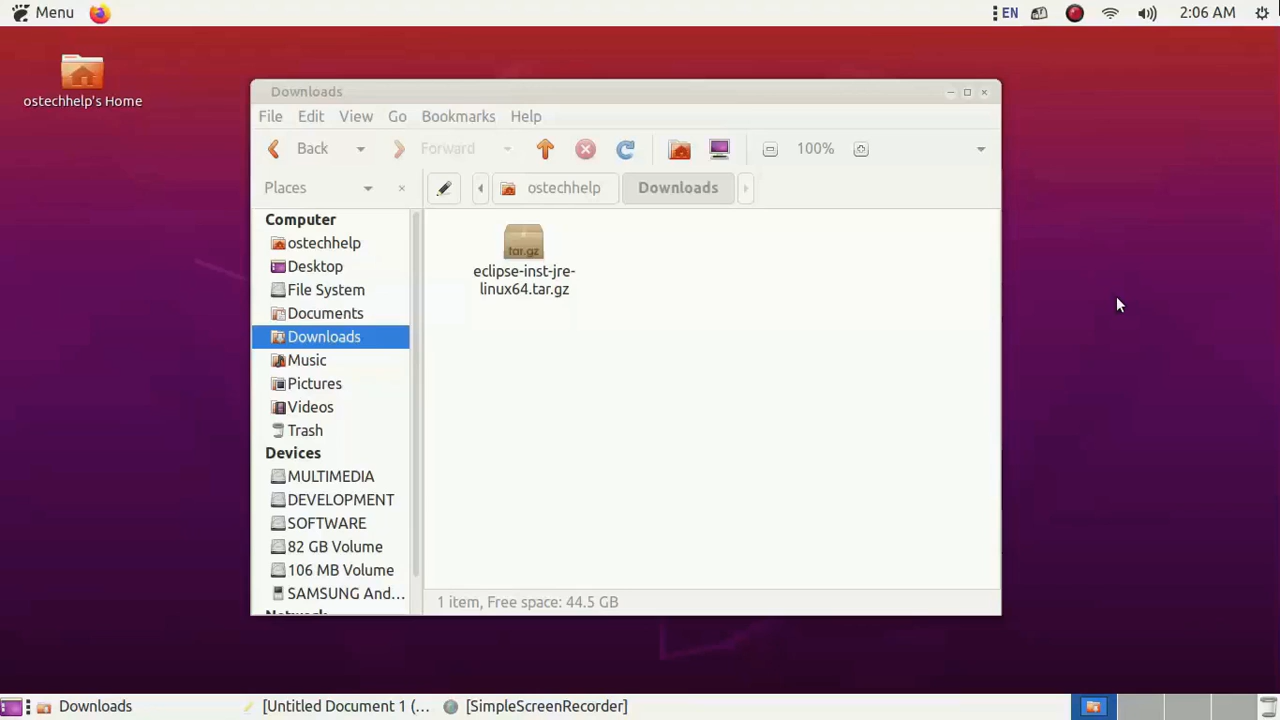 Menu
EN
2:06 AM
ostechhelp's Home
Downloads
File Edit View Go Bookmarks Help
Back Forward 100%
Places
ostechhelp
Downloads
Computer
ostechhelp
Desktop
File System
Documents
Downloads
Music
Pictures
Videos
Trash
Devices
MULTIMEDIA
DEVELOPMENT
SOFTWARE
82 GB Volume
106 MB Volume
SAMSUNG And...
Network
tar.gz
eclipse-inst-jre-
linux64.tar.gz
1 item, Free space: 44.5 GB
Downloads
[Untitled Document 1 (...
[SimpleScreenRecorder]